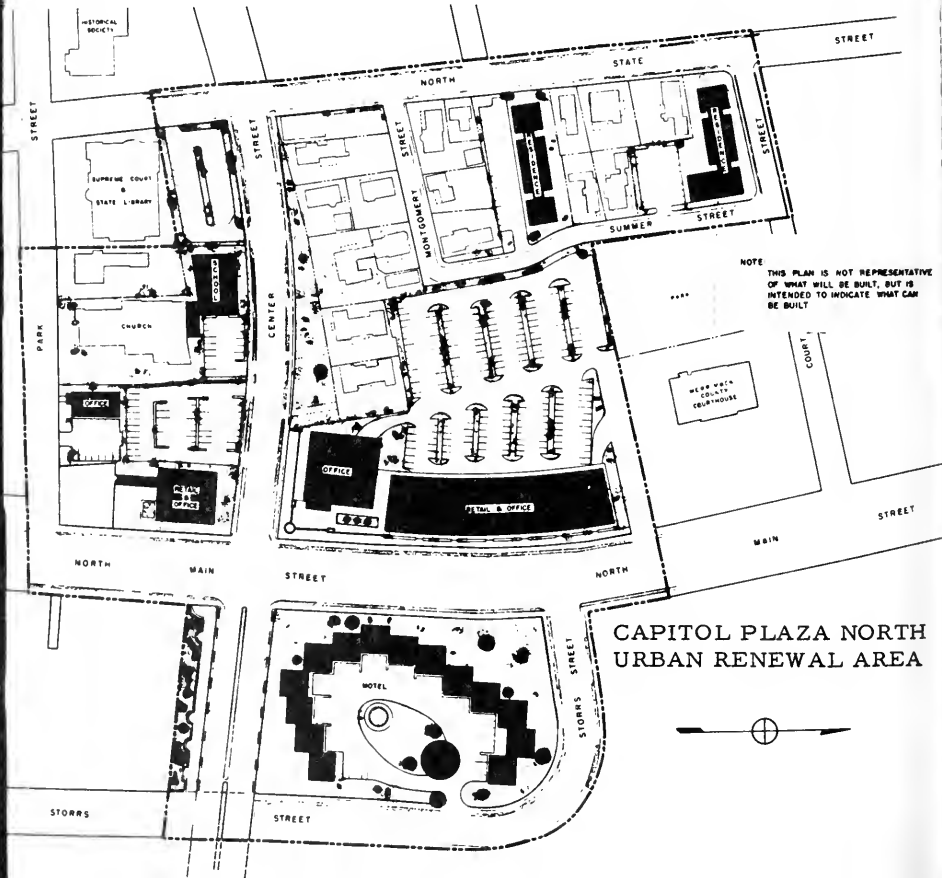 HISTORICAL
SOCIETY
STREET
NORTH
STATE
STREET
STREET
STREET
STREET
RESIDENCE
RESIDENCE
STREET
SUPREME COURT
&
STATE LIBRARY
MONTGOMERY
SUMMER
STREET
SCHOOL
CENTER
PARK
CHURCH
NOTE
THIS PLAN IS NOT REPRESENTATIVE
OF WHAT WILL BE BUILT, BUT IS
INTENDED TO INDICATE WHAT CAN
BE BUILT
PARK
COURT
MERRIMACK
COUNTY
COURTHOUSE
OFFICE
OFFICE
RETAIL
&
OFFICE
RETAIL & OFFICE
STREET
MAIN
NORTH
MAIN
STREET
NORTH
CAPITOL PLAZA NORTH
URBAN RENEWAL AREA
STREET
STORRS
MOTEL
STORRS
STREET